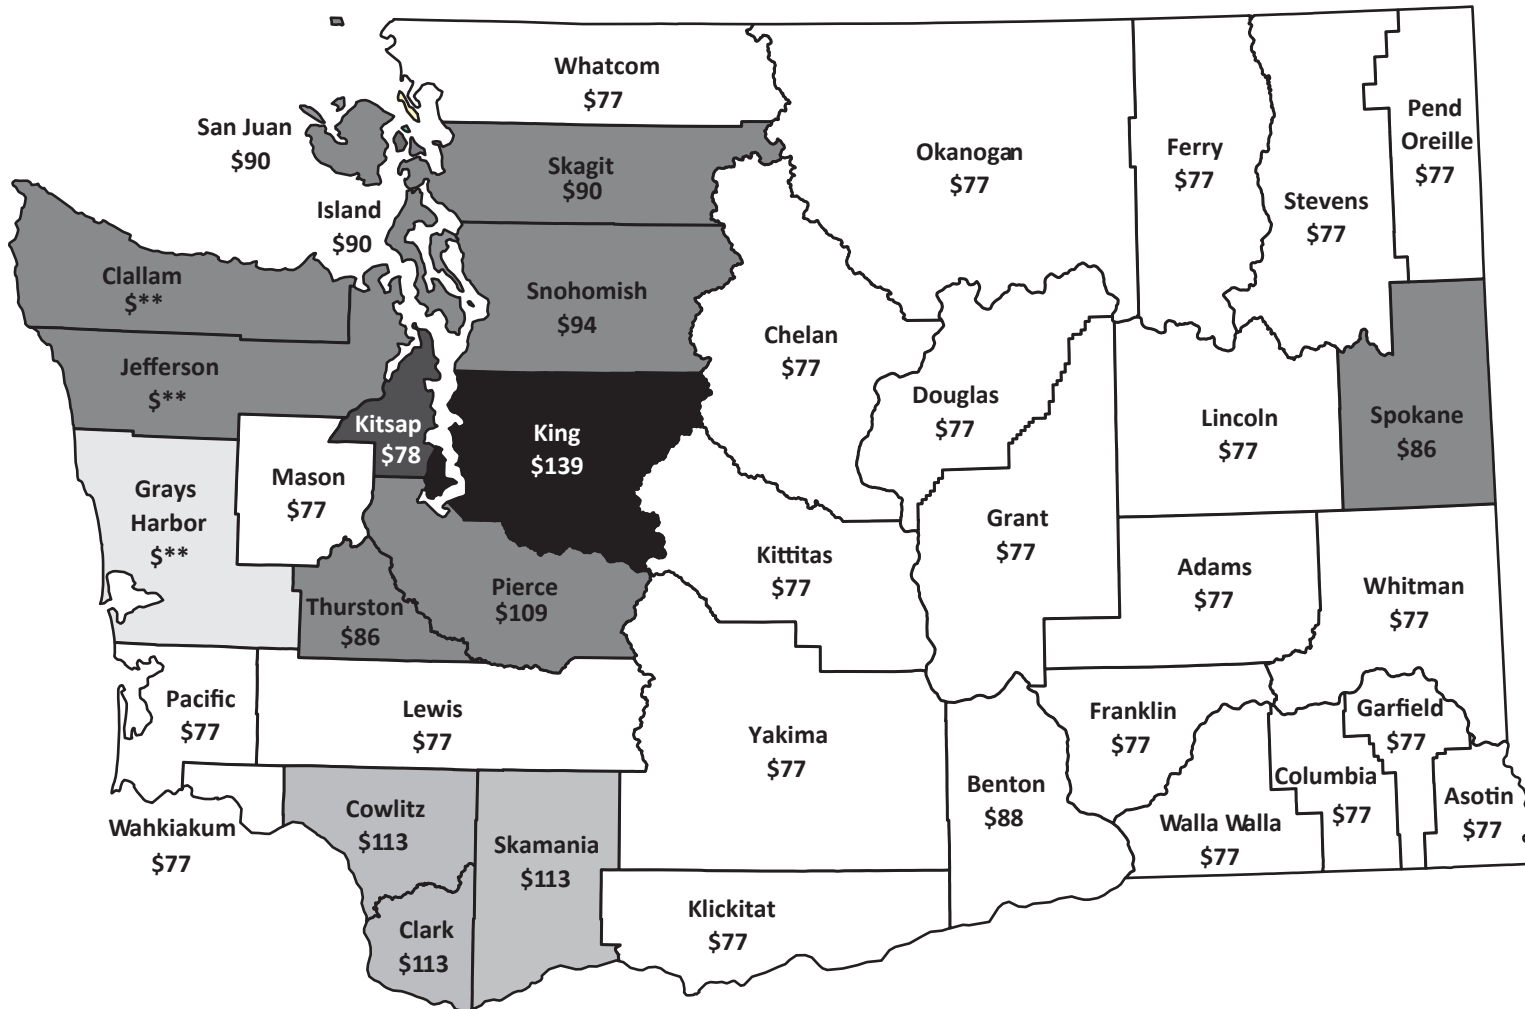 Whatcom
$77
San Juan
$90
Skagit
$90
Island
$90
Okanogan
$77
Ferry
$77
Stevens
$77
Pend
Oreille
$77
Clallam
$**
Snohomish
$94
Jefferson
$**
Chelan
$77
Douglas
$77
Lincoln
$77
Spokane
$86
Kitsap
$78
King
$139
Mason
$77
Grays
Harbor
$**
Grant
$77
Kittitas
$77
Adams
$77
Whitman
$77
Thurston
$86
Pierce
$109
Pacific
$77
Lewis
$77
Yakima
$77
Franklin
$77
Garfield
$77
Benton
$88
Columbia
$77
Asotin
$77
Walla Walla
$77
Wahkiakum
$77
Cowlitz
$113
Skamania
$113
Clark
$113
Klickitat
$77